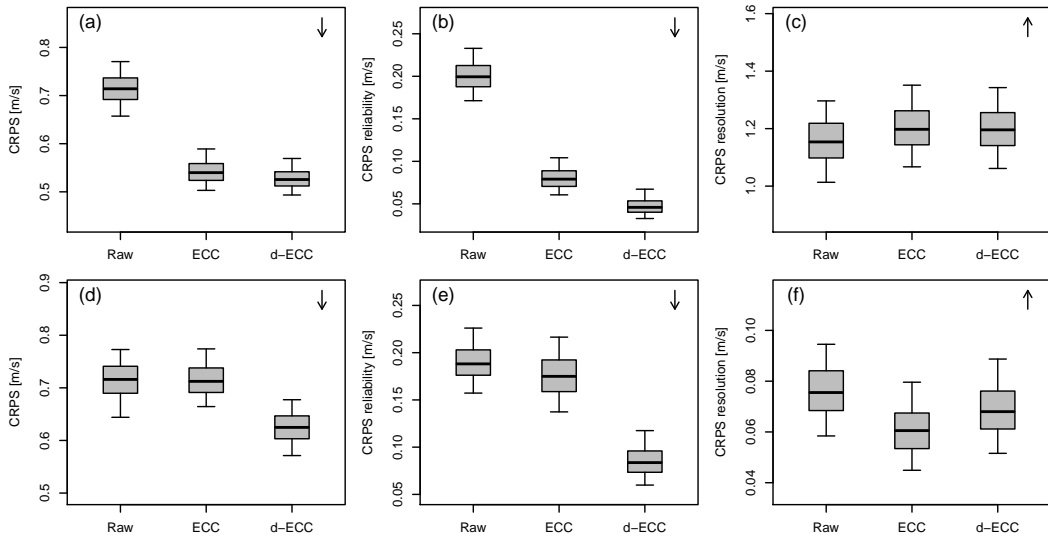 (a)
CRPS [m/s]
0.8
0.7
0.6
0.5
Raw
ECC
d−ECC
(b)
CRPS reliability [m/s]
0.25
0.20
0.15
0.10
0.05
Raw
ECC
d−ECC
(c)
CRPS resolution [m/s]
1.6
1.4
1.2
1.0
Raw
ECC
d−ECC
(d)
CRPS [m/s]
0.9
0.8
0.7
0.6
0.5
Raw
ECC
d−ECC
(e)
CRPS reliability [m/s]
0.25
0.20
0.15
0.10
0.05
Raw
ECC
d−ECC
(f)
CRPS resolution [m/s]
0.10
0.08
0.06
0.04
Raw
ECC
d−ECC